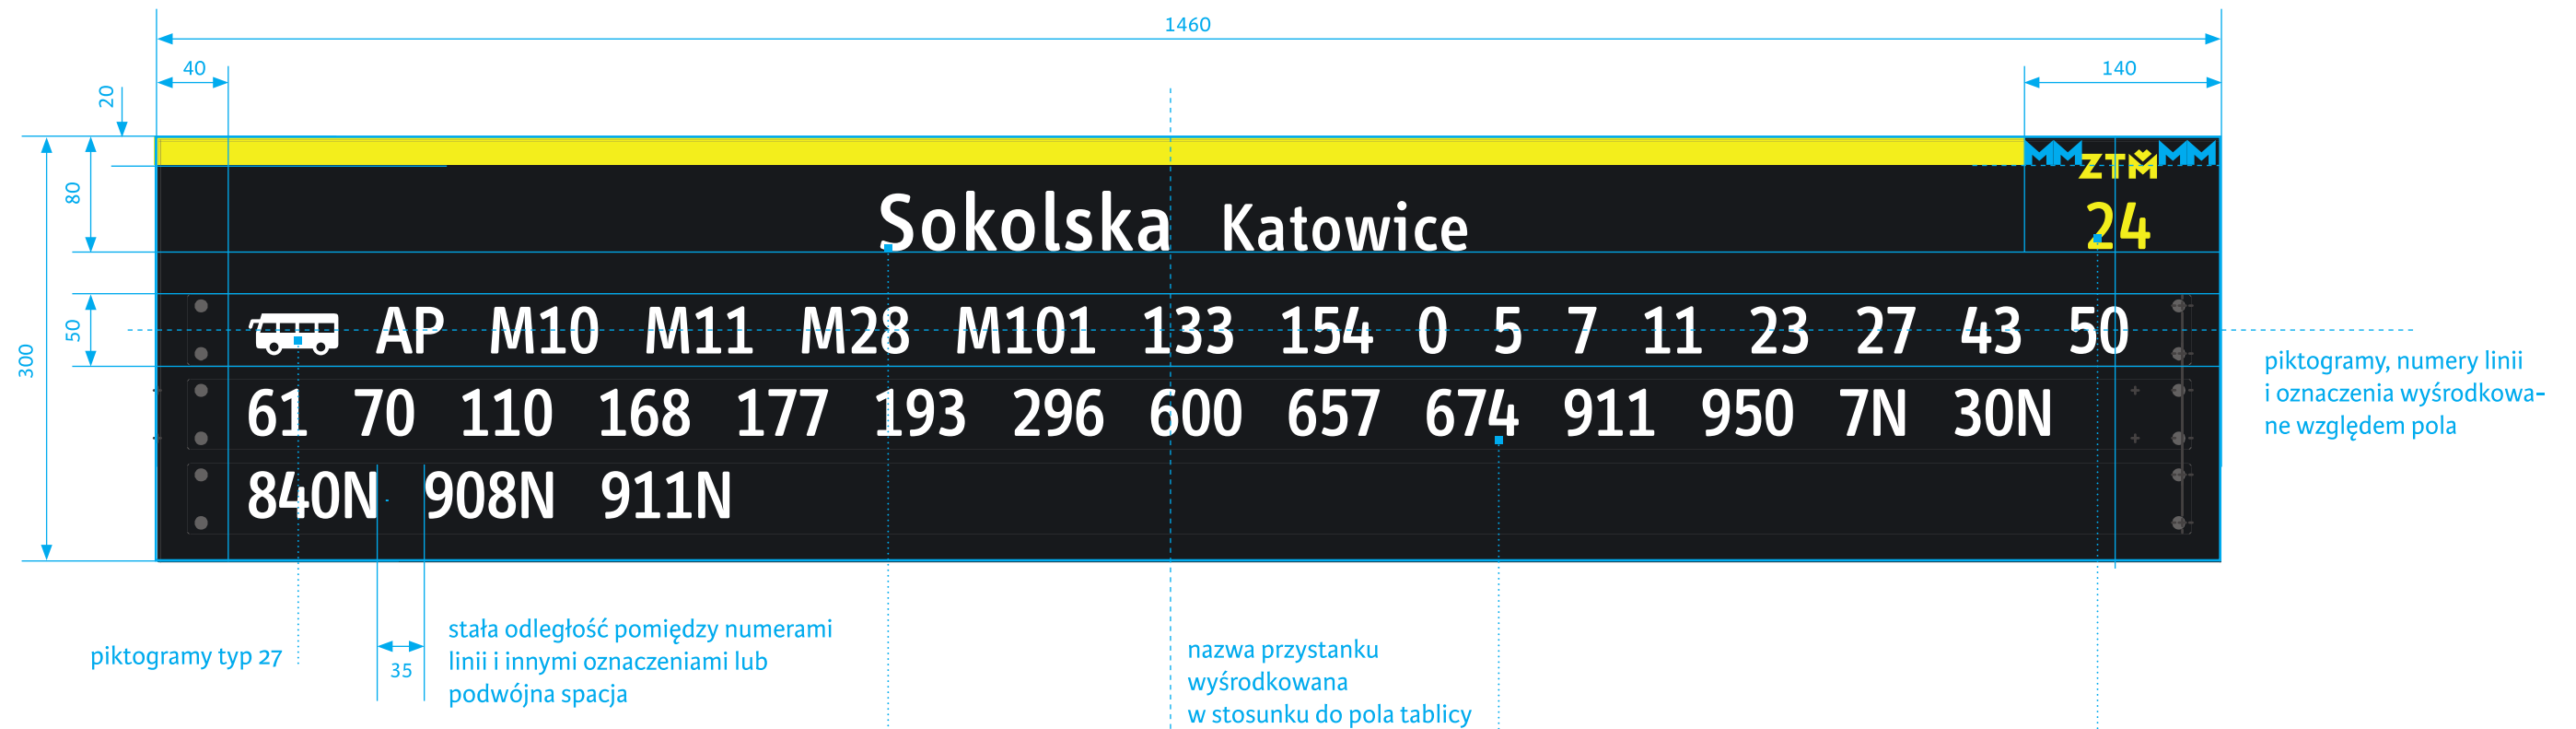 1460
40
140
20
80
ZTM
Sokolska Katowice
24
50
AP M10 M11 M28 M101 133 154 0 5 7 11 23 27 43 50
300
piktogramy, numery linii
i oznaczenia wyśrodkowa-
ne względem pola
61 70 110 168 177 193 296 600 657 674 911 950 7N 30N
840N 908N 911N
piktogramy typ 27
35
stała odległość pomiędzy numerami
linii i innymi oznaczeniami lub
podwójna spacja
nazwa przystanku
wyśrodkowana
w stosunku do pola tablicy